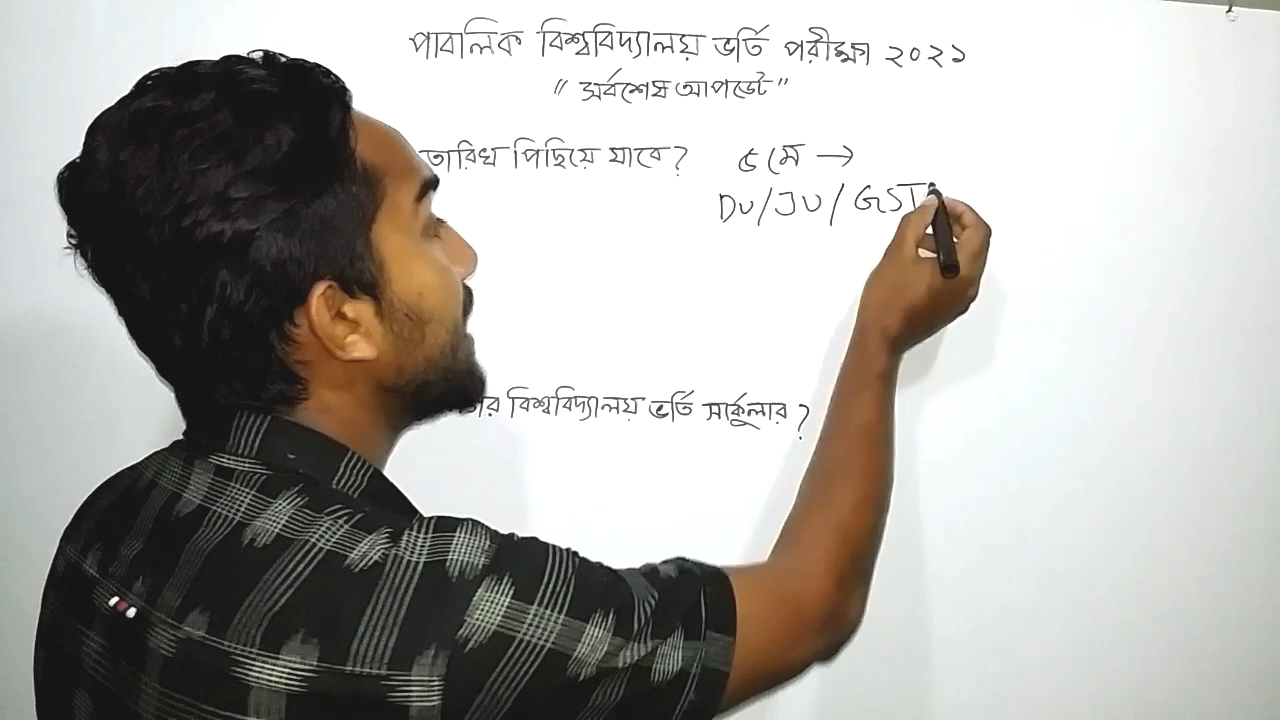 পাবলিক বিশ্ববিদ্যালয় ভর্তি পরীক্ষা ২০২১
"সর্বশেষ আপডেট"
তারিখ পিছিয়ে যাবে? ৫ মে →
DU/JU/GST
বিশ্ববিদ্যালয় ভর্তি সার্কুলার?